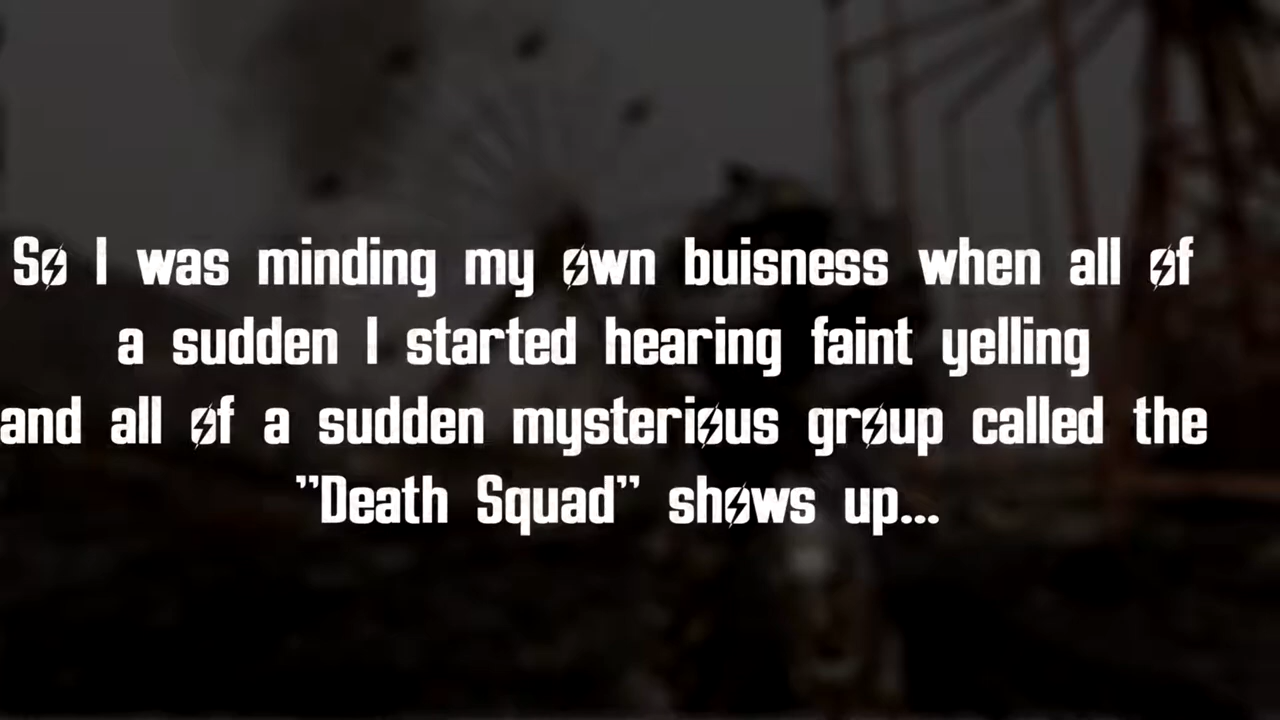 So I was minding my own buisness when all of
a sudden I started hearing faint yelling
and all of a sudden mysterious group called the
"Death Squad" shows up...